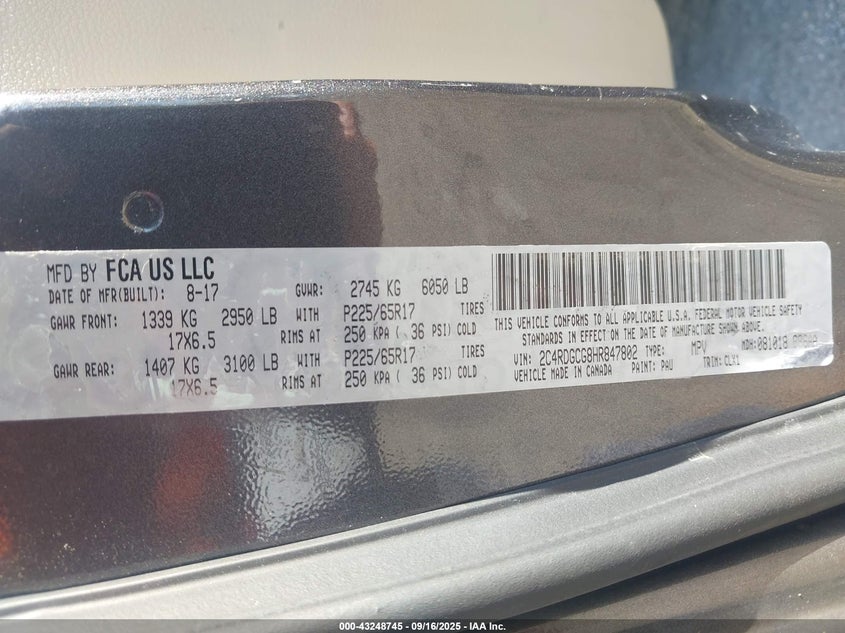 MFD BY FCA US LLC
DATE OF MFR(BUILT): 8-17 GVWR: 2745 KG 6050 LB
GAWR FRONT: 1339 KG 2950 LB WITH P225/65R17 TIRES
17X6.5 RIMS AT 250 KPA ( 36 PSI) COLD
GAWR REAR: 1407 KG 3100 LB WITH P225/65R17 TIRES
17X6.5 RIMS AT 250 KPA ( 36 PSI) COLD
THIS VEHICLE CONFORMS TO ALL APPLICABLE U.S.A. FEDERAL MOTOR VEHICLE SAFETY
STANDARDS IN EFFECT ON THE DATE OF MANUFACTURE SHOWN ABOVE.
VIN: 2C4RDGCG8HR847802 TYPE: MPV MDH: 081018
VEHICLE MADE IN CANADA PAINT: PAU TRIM: CLX1
000-43248745 - 09/16/2025 - IAA Inc.